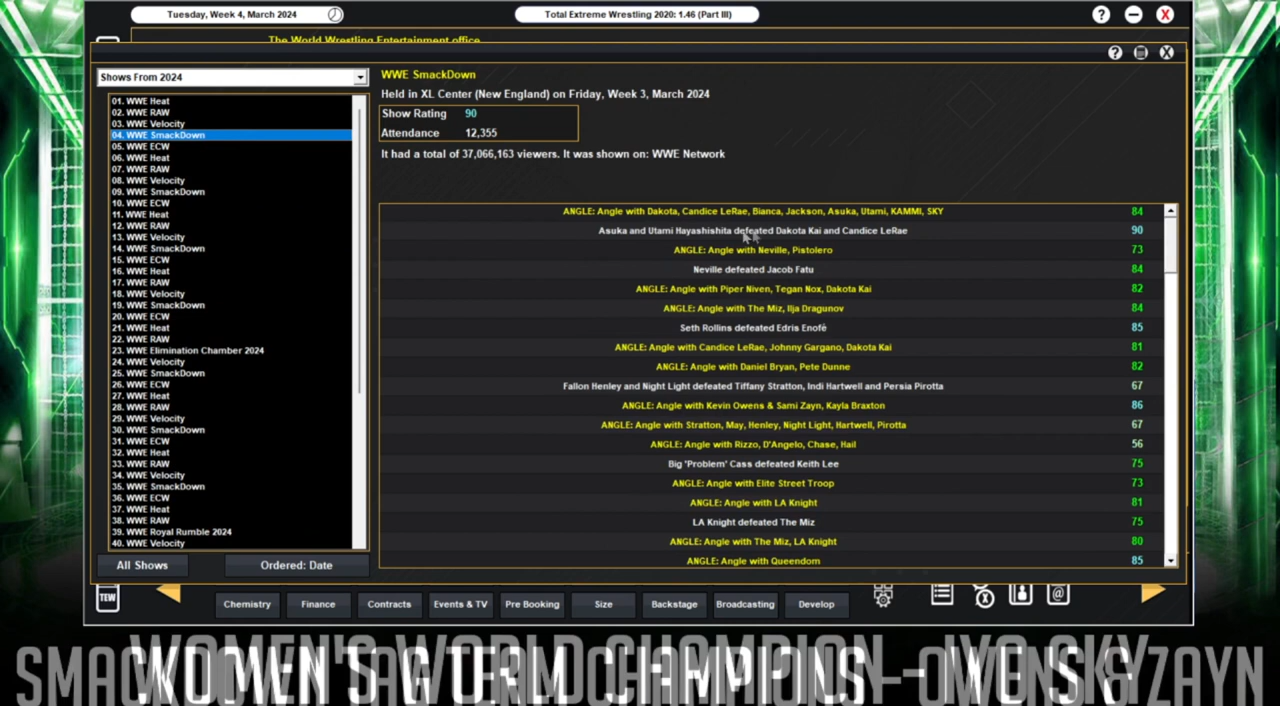 Tuesday, Week 4, March 2024
Total Extreme Wrestling 2020: 1.46 (Part III)
The World Wrestling Entertainment office
Shows From 2024
01. WWE Heat
02. WWE RAW
03. WWE Velocity
04. WWE SmackDown
05. WWE ECW
06. WWE Heat
07. WWE RAW
08. WWE Velocity
09. WWE SmackDown
10. WWE ECW
11. WWE Heat
12. WWE RAW
13. WWE Velocity
14. WWE SmackDown
15. WWE ECW
16. WWE Heat
17. WWE RAW
18. WWE Velocity
19. WWE SmackDown
20. WWE ECW
21. WWE Heat
22. WWE RAW
23. WWE Elimination Chamber 2024
24. WWE Velocity
25. WWE SmackDown
26. WWE ECW
27. WWE Heat
28. WWE RAW
29. WWE Velocity
30. WWE SmackDown
31. WWE ECW
32. WWE Heat
33. WWE RAW
34. WWE Velocity
35. WWE SmackDown
36. WWE ECW
37. WWE Heat
38. WWE RAW
39. WWE Royal Rumble 2024
40. WWE Velocity
All Shows
Ordered: Date
WWE SmackDown
Held in XL Center (New England) on Friday, Week 3, March 2024
Show Rating 90
Attendance 12,355
It had a total of 37,066,163 viewers. It was shown on: WWE Network
ANGLE: Angle with Dakota, Candice LeRae, Bianca, Jackson, Asuka, Utami, KAMMI, SKY 84
Asuka and Utami Hayashishita defeated Dakota Kai and Candice LeRae 90
ANGLE: Angle with Neville, Pistolero 73
Neville defeated Jacob Fatu 84
ANGLE: Angle with Piper Niven, Tegan Nox, Dakota Kai 82
ANGLE: Angle with The Miz, Ilja Dragunov 84
Seth Rollins defeated Edris Enofé 85
ANGLE: Angle with Candice LeRae, Johnny Gargano, Dakota Kai 81
ANGLE: Angle with Daniel Bryan, Pete Dunne 82
Fallon Henley and Night Light defeated Tiffany Stratton, Indi Hartwell and Persia Pirotta 67
ANGLE: Angle with Kevin Owens & Sami Zayn, Kayla Braxton 86
ANGLE: Angle with Stratton, May, Henley, Night Light, Hartwell, Pirotta 67
ANGLE: Angle with Rizzo, D'Angelo, Chase, Hail 56
Big 'Problem' Cass defeated Keith Lee 75
ANGLE: Angle with Elite Street Troop 73
ANGLE: Angle with LA Knight 81
LA Knight defeated The Miz 75
ANGLE: Angle with The Miz, LA Knight 80
ANGLE: Angle with Queendom 85
TEW
Chemistry
Finance
Contracts
Events & TV
Pre Booking
Size
Backstage
Broadcasting
Develop